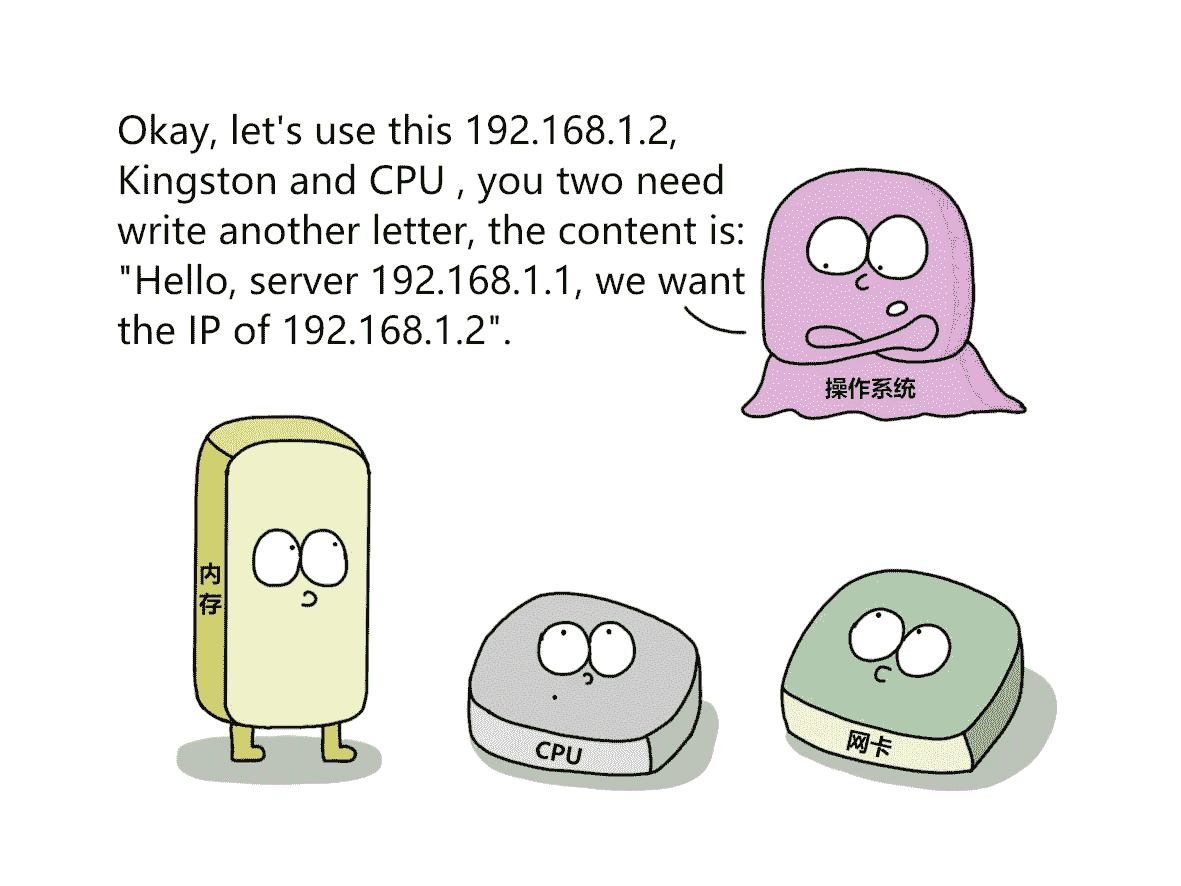 Okay, let's use this 192.168.1.2,
Kingston and CPU , you two need
write another letter, the content is:
"Hello, server 192.168.1.1, we want
the IP of 192.168.1.2".
操作系统
内存
CPU
网卡